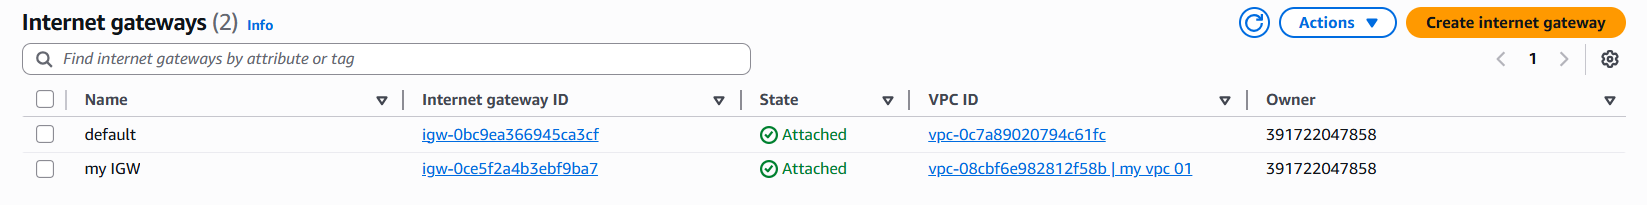 Internet gateways (2) Info
Actions
Create internet gateway
Find internet gateways by attribute or tag
1
Name Internet gateway ID State VPC ID Owner
default igw-0bc9ea366945ca3cf Attached vpc-0c7a89020794c61fc 391722047858
my IGW igw-0ce5f2a4b3ebf9ba7 Attached vpc-08cbf6e982812f58b | my vpc 01 391722047858